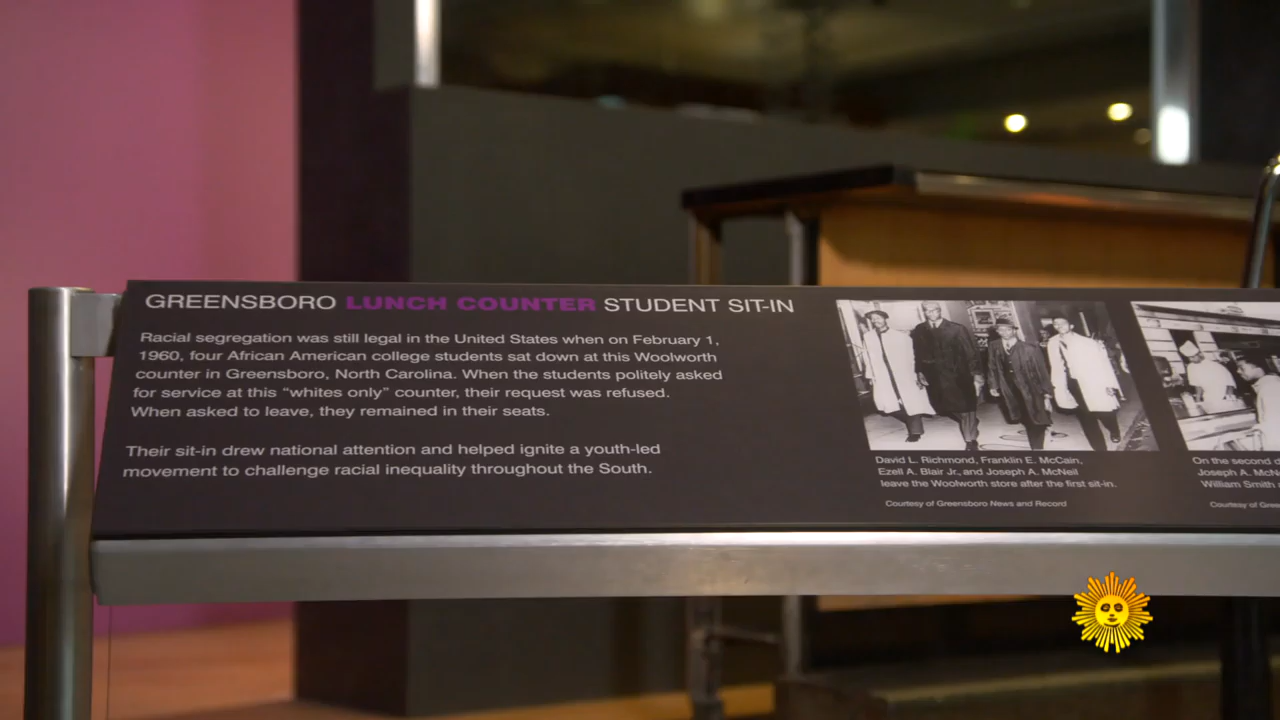 GREENSBORO LUNCH COUNTER STUDENT SIT-IN
Racial segregation was still legal in the United States when on February 1,
1960, four African American college students sat down at this Woolworth
counter in Greensboro, North Carolina. When the students politely asked
for service at this “whites only” counter, their request was refused.
When asked to leave, they remained in their seats.
Their sit-in drew national attention and helped ignite a youth-led
movement to challenge racial inequality throughout the South.
David L. Richmond, Franklin E. McCain,
Ezell A. Blair Jr., and Joseph A. McNeil
leave the Woolworth store after the first sit-in.
Courtesy of Greensboro News and Record
On the second
Joseph A.
William Smith
Courtesy of